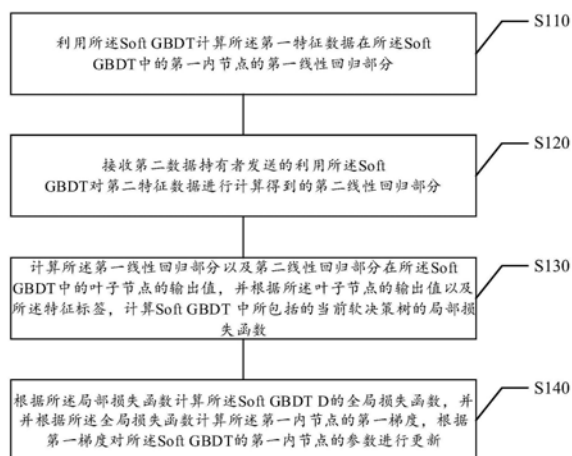 利用所述Soft GBDT计算所述第一特征数据在所述Soft
GBDT中的第一内节点的第一线性回归部分
S110
接收第二数据持有者发送的利用所述Soft
GBDT对第二特征数据进行计算得到的第二线性回归部分
S120
计算所述第一线性回归部分以及第二线性回归部分在所述Soft
GBDT中的叶子节点的输出值，并根据所述叶子节点的输出值以及
所述特征标签，计算Soft GBDT 中所包括的当前软决策树的局部损
失函数
S130
根据所述局部损失函数计算所述Soft GBDT D的全局损失函数，并
并根据所述全局损失函数计算所述第一内节点的第一梯度，根据
第一梯度对所述Soft GBDT的第一内节点的参数进行更新
S140